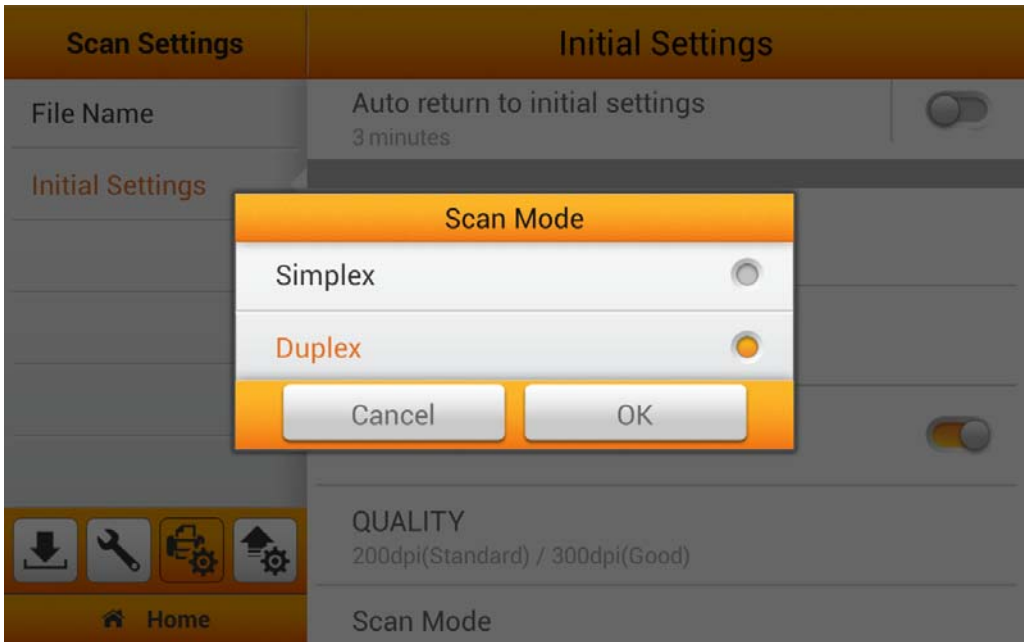 Scan Settings
Initial Settings
File Name
Initial Settings
Auto return to initial settings
3 minutes
Scan Mode
Simplex
Duplex
Cancel
OK
QUALITY
200dpi(Standard) / 300dpi(Good)
Scan Mode
Home